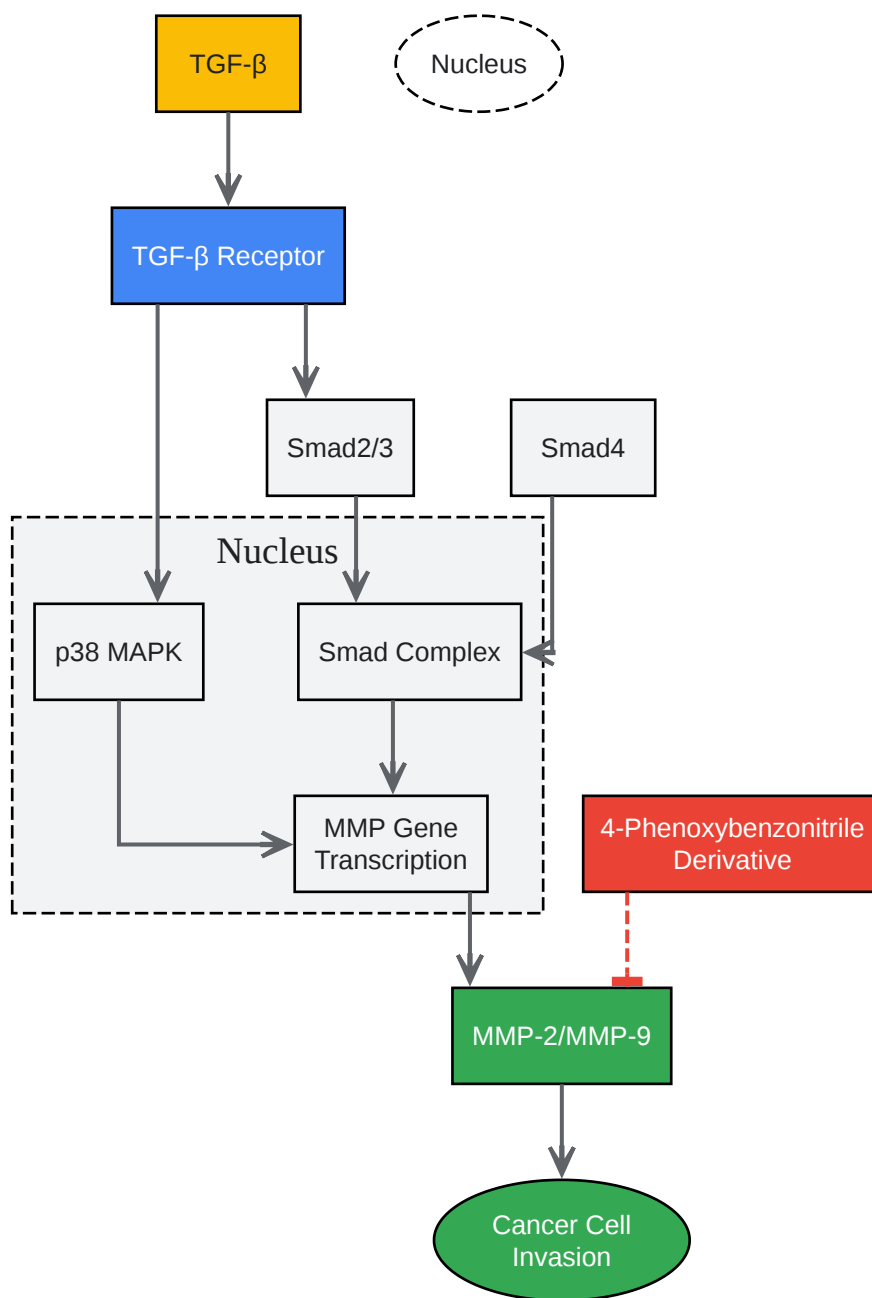 TGF-β
Nucleus
TGF-β Receptor
Smad2/3
Smad4
Nucleus
p38 MAPK
Smad Complex
MMP Gene
Transcription
4-Phenoxybenzonitrile
Derivative
MMP-2/MMP-9
Cancer Cell
Invasion